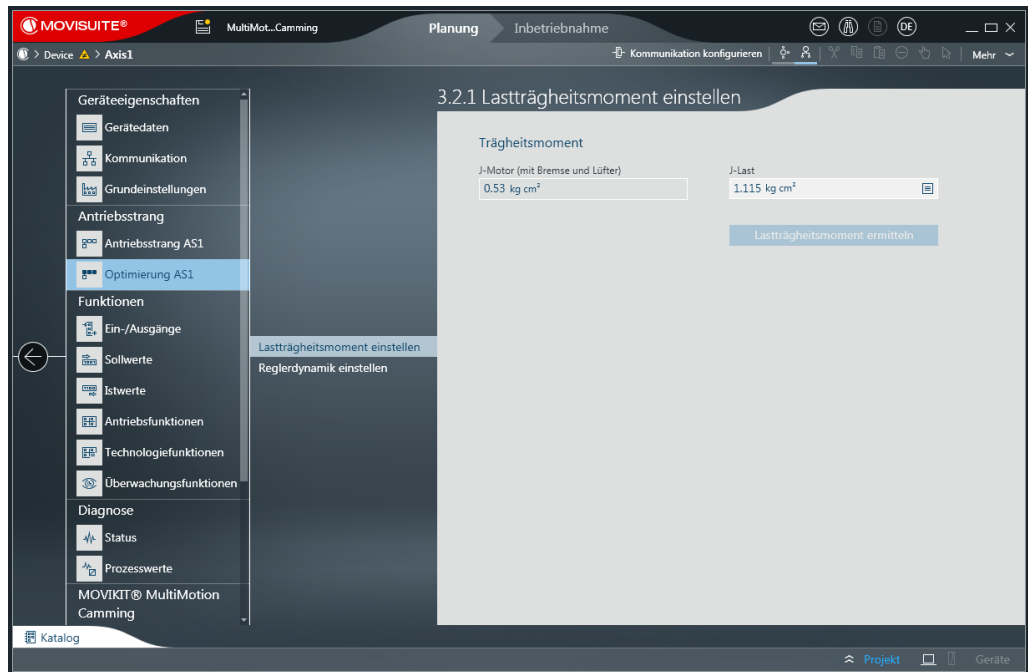 MOVISUITE®
MultiMot...Camming
Planung
Inbetriebnahme
DE
> Device > Axis1
Kommunikation konfigurieren
Mehr
Geräteeigenschaften
Gerätedaten
Kommunikation
Grundeinstellungen
Antriebsstrang
Antriebsstrang AS1
Optimierung AS1
Funktionen
Ein-/Ausgänge
Sollwerte
Istwerte
Antriebsfunktionen
Technologiefunktionen
Überwachungsfunktionen
Diagnose
Status
Prozesswerte
MOVIKIT® MultiMotion
Camming
Lastträgheitsmoment einstellen
Reglerdynamik einstellen
3.2.1 Lastträgheitsmoment einstellen
Trägheitsmoment
J-Motor (mit Bremse und Lüfter)
0.53 kg cm²
J-Last
1.115 kg cm²
Lastträgheitsmoment ermitteln
Katalog
Projekt
Geräte